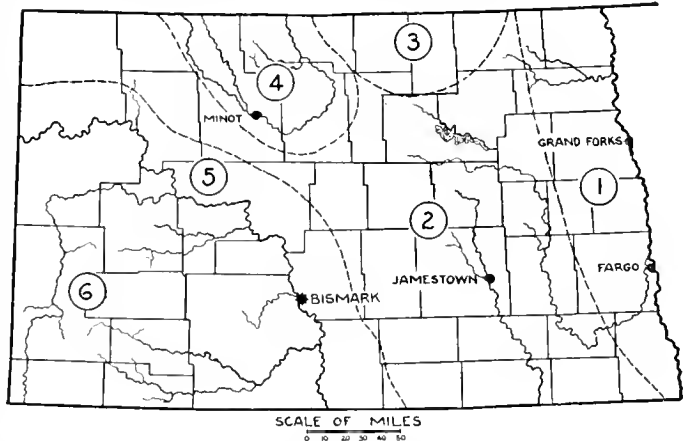 3
4
MINOT
GRAND FORKS
5
1
2
FARGO
JAMESTOWN
6
BISMARK
SCALE OF MILES
0 10 20 30 40 50